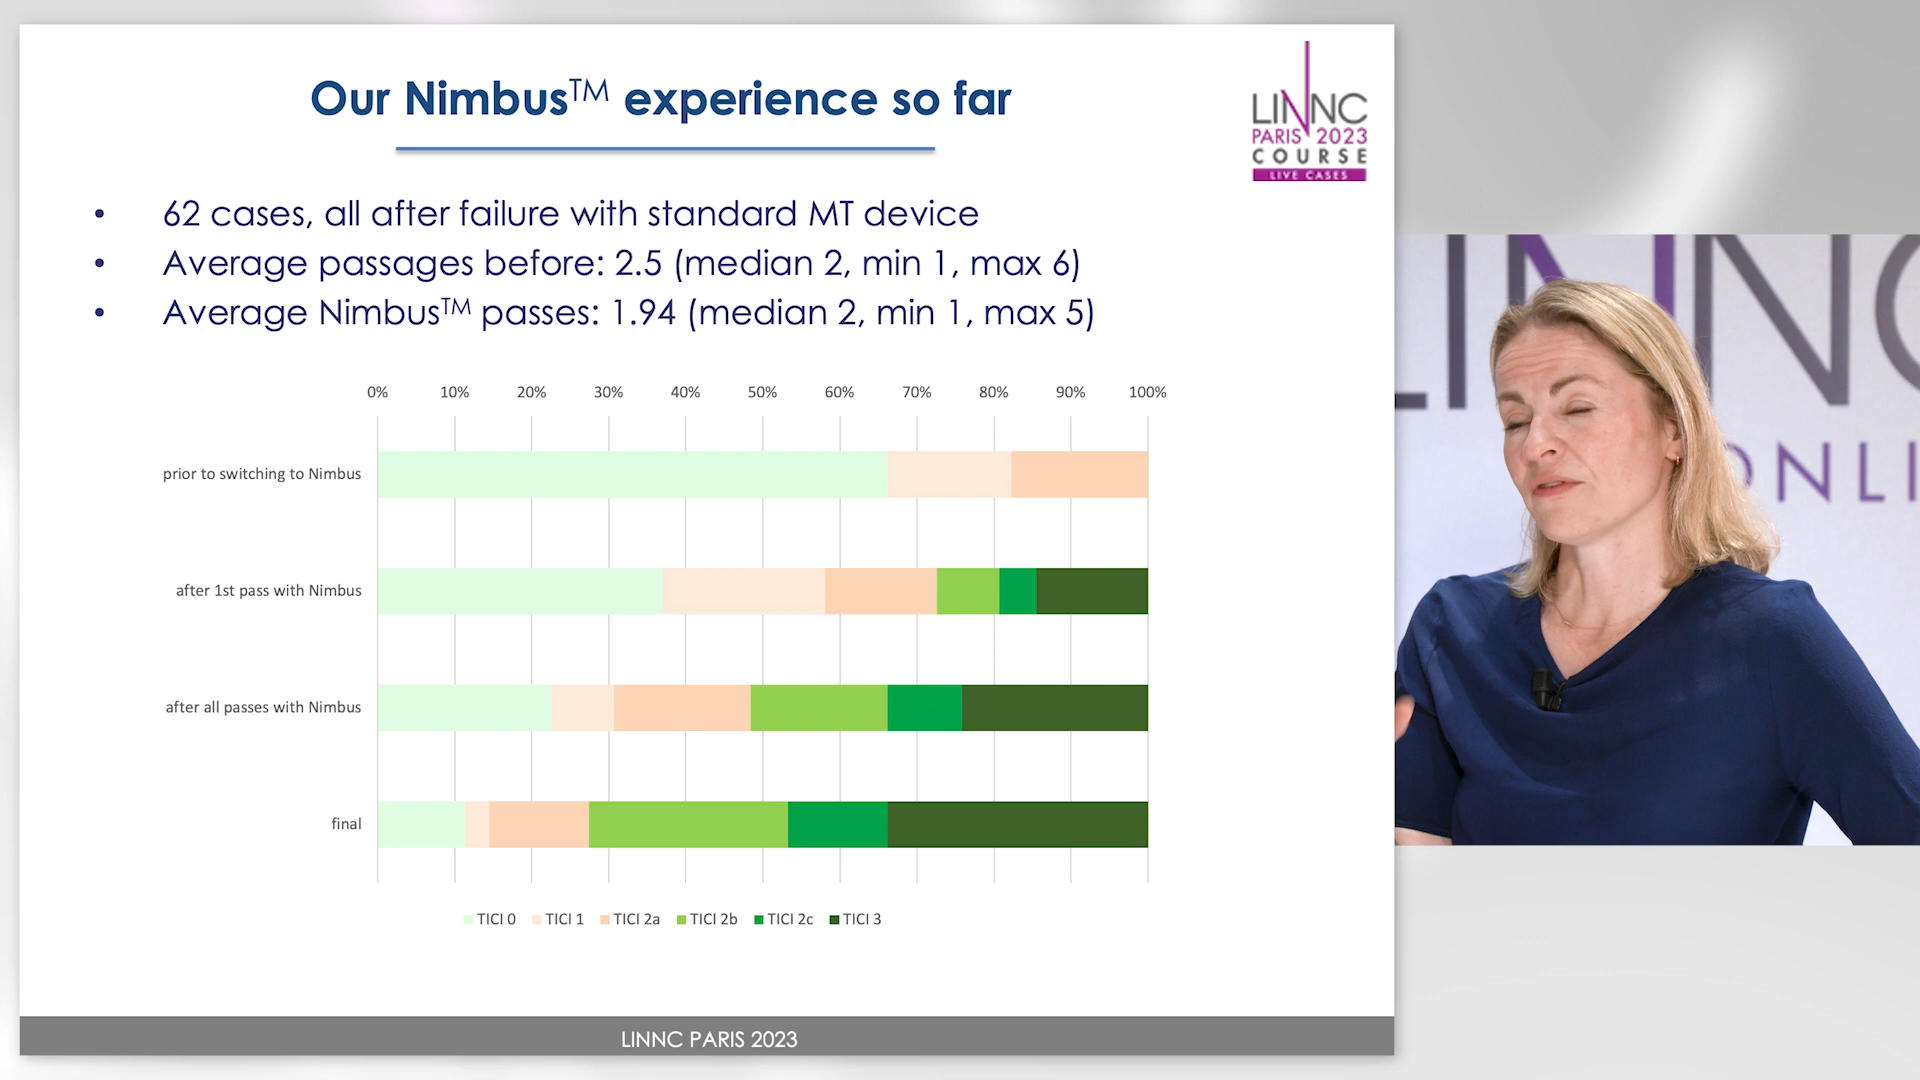 Our Nimbus™ experience so far
LINNC
PARIS 2023
COURSE
LIVE CASES
• 62 cases, all after failure with standard MT device
• Average passages before: 2.5 (median 2, min 1, max 6)
• Average Nimbus™ passes: 1.94 (median 2, min 1, max 5)
0% 10% 20% 30% 40% 50% 60% 70% 80% 90% 100%
prior to switching to Nimbus
after 1st pass with Nimbus
after all passes with Nimbus
final
TICI 0 TICI 1 TICI 2a TICI 2b TICI 2c TICI 3
LINNC PARIS 2023
LINNC
ONLI